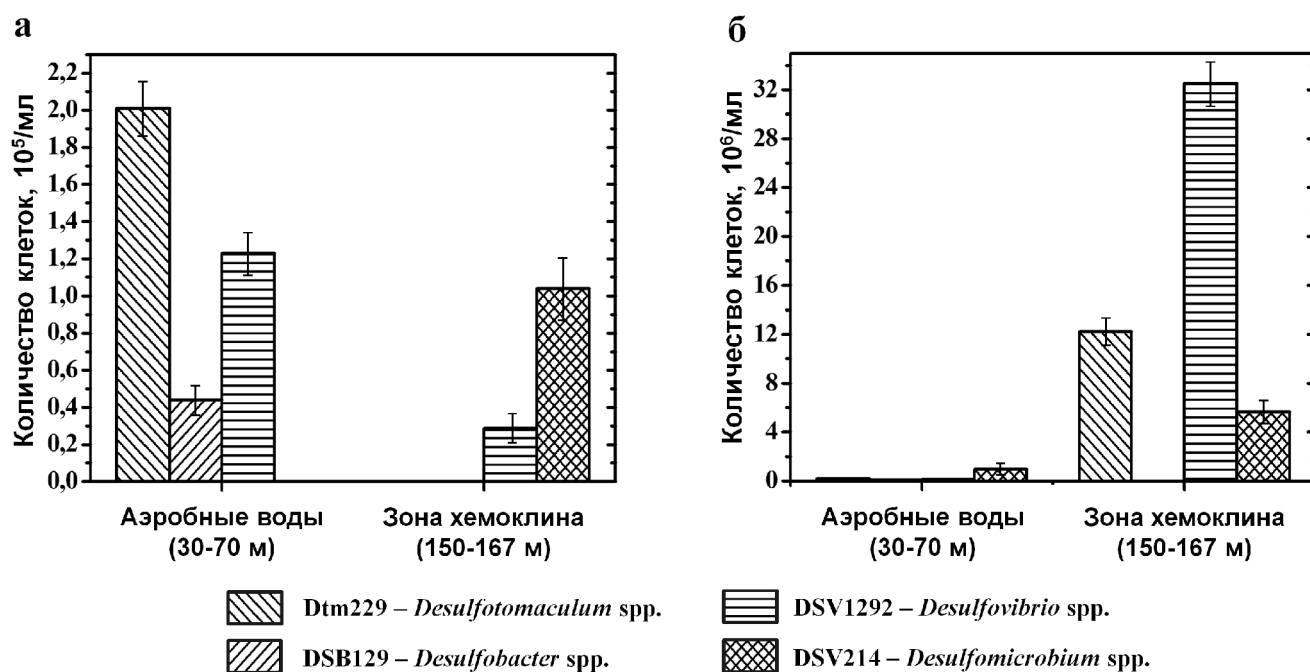 а
Количество клеток, 10⁵/мл
2,2
2,0
1,8
1,6
1,4
1,2
1,0
0,8
0,6
0,4
0,2
0,0
Аэробные воды
(30-70 м)
Зона хемоклина
(150-167 м)
б
Количество клеток, 10⁶/мл
32
28
24
20
16
12
8
4
0
Аэробные воды
(30-70 м)
Зона хемоклина
(150-167 м)
Dtm229 – Desulfotomaculum spp.
DSB129 – Desulfobacter spp.
DSV1292 – Desulfovibrio spp.
DSV214 – Desulfomicrobium spp.